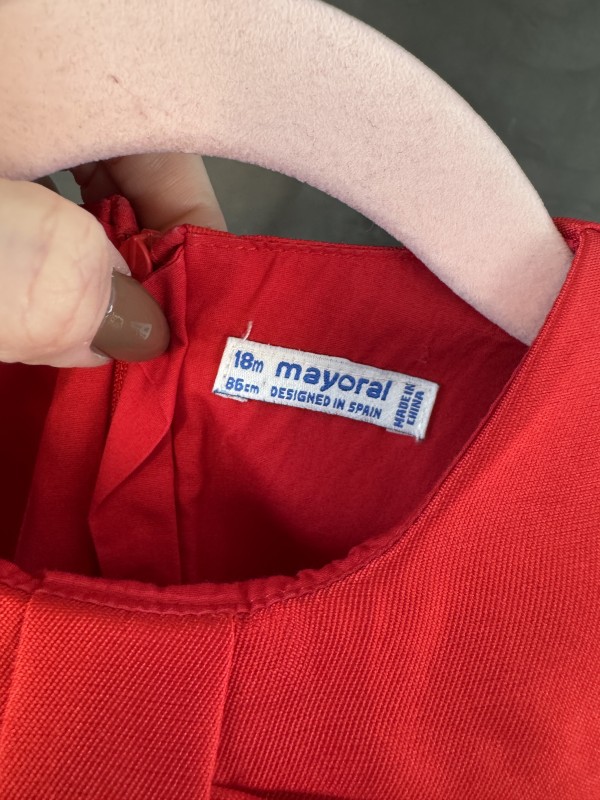 18m mayoral
86cm DESIGNED IN SPAIN
MADE IN
CHINA